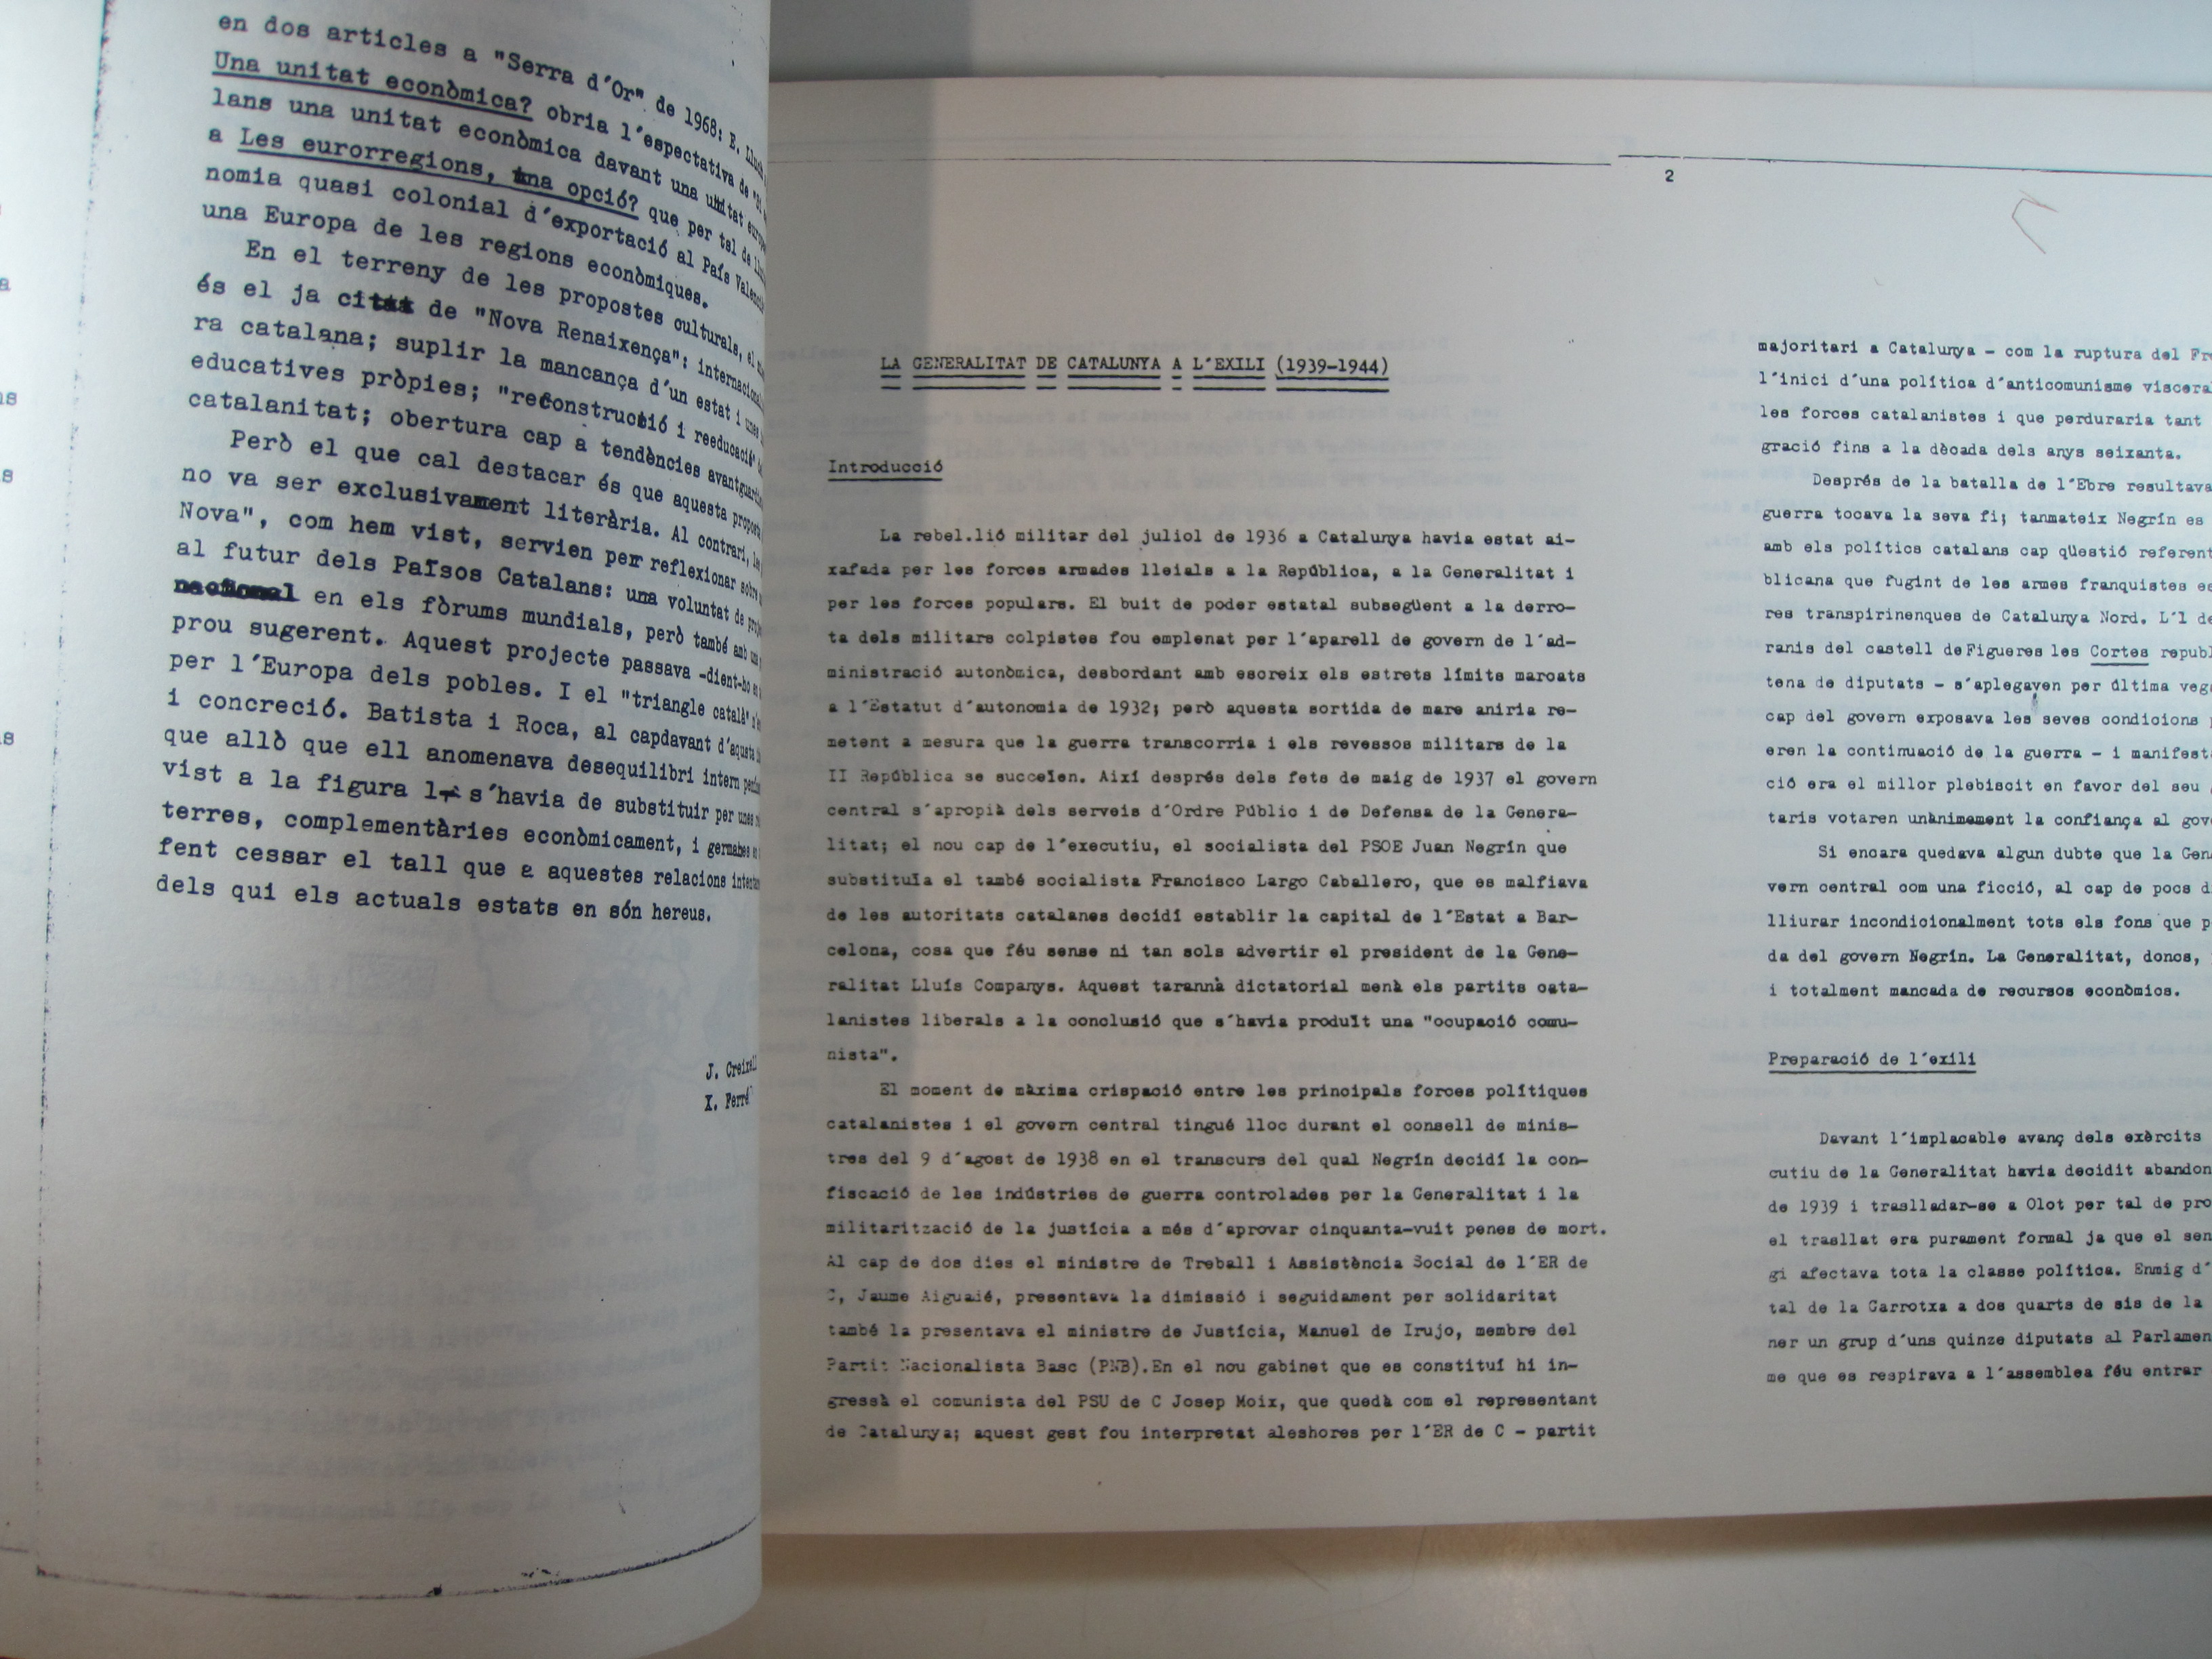 en dos articles a "Serra d'Or" de 1968: E. Lluch
Una unitat econòmica? obria l'espectativa de "Si
lans una unitat econòmica davant una unitat europ
a Les eurorregions, una opció? que per tal de
nomia quasi colonial d'exportació al País Valencià
una Europa de les regions econòmiques.
En el terreny de les propostes culturals, el
és el ja citat de "Nova Renaixença": internacional
ra catalana; suplir la mancança d'un estat i unes
educatives pròpies; "reconstrucció i reeducació"
catalanitat; obertura cap a tendències avantguardi
Però el que cal destacar és que aquesta proposta
no va ser exclusivament literària. Al contrari, les
Nova", com hem vist, servien per reflexionar sobre
al futur dels Països Catalans: una voluntat de
nacional en els fòrums mundials, però també amb un
prou sugerent. Aquest projecte passava -dient-ho
per l'Europa dels pobles. I el "triangle català"
i concreció. Batista i Roca, al capdavant d'aquesta
que allò que ell anomenava desequilibri intern
vist a la figura 1- s'havia de substituir per unes
terres, complementàries econòmicament, i germanes
fent cessar el tall que a aquestes relacions
dels qui els actuals estats en són hereus.
J. Creixell
X. Ferré
LA GENERALITAT DE CATALUNYA A L'EXILI (1939-1944)
Introducció
La rebel.lió militar del juliol de 1936 a Catalunya havia estat ai-
xafada per les forces armades lleials a la República, a la Generalitat i
per les forces populars. El buit de poder estatal subsegüent a la derro-
ta dels militars colpistes fou emplenat per l'aparell de govern de l'ad-
ministració autonòmica, desbordant amb escreix els estrets límits marcats
a l'Estatut d'autonomia de 1932; però aquesta sortida de mare aniria re-
metent a mesura que la guerra transcorria i els revessos militars de la
II República se succeïen. Així després dels fets de maig de 1937 el govern
central s'apropià dels serveis d'Ordre Públic i de Defensa de la Genera-
litat; el nou cap de l'executiu, el socialista del PSOE Juan Negrín que
substituïa el també socialista Francisco Largo Caballero, que es malfiava
de les autoritats catalanes decidí establir la capital de l'Estat a Bar-
celona, cosa que féu sense ni tan sols advertir el president de la Gene-
ralitat Lluís Companys. Aquest tarannà dictatorial menà els partits cata-
lanistes liberals a la conclusió que s'havia produït una "ocupació comu-
nista".
El moment de màxima crispació entre les principals forces polítiques
catalanistes i el govern central tingué lloc durant el consell de minis-
tres del 9 d'agost de 1938 en el transcurs del qual Negrín decidí la con-
fiscació de les indústries de guerra controlades per la Generalitat i la
militarització de la justícia a més d'aprovar cinquanta-vuit penes de mort.
Al cap de dos dies el ministre de Treball i Assistència Social de l'ER de
C, Jaume Aiguadé, presentava la dimissió i seguidament per solidaritat
també la presentava el ministre de Justícia, Manuel de Irujo, membre del
Partit Nacionalista Basc (PNB).En el nou gabinet que es constituí hi in-
gressà el comunista del PSU de C Josep Moix, que quedà com el representant
de Catalunya; aquest gest fou interpretat aleshores per l'ER de C - partit
2
majoritari a Catalunya - com la ruptura del Fr
l'inici d'una política d'anticomunisme visceral
les forces catalanistes i que perduraria tant
gració fins a la dècada dels anys seixanta.
Després de la batalla de l'Ebre resultava
guerra tocava la seva fi; tanmateix Negrín es
amb els polítics catalans cap qüestió referent
blicana que fugint de les armes franquistes es
res transpirinenques de Catalunya Nord. L'1 de
ranis del castell de Figueres les Cortes republ
tena de diputats - s'aplegaven per última veg
cap del govern exposava les seves condicions
eren la continuació de la guerra - i manifest
ció era el millor plebiscit en favor del seu
taris votaren unànimement la confiança al gov
Si encara quedava algun dubte que la Gen
vern central com una ficció, al cap de pocs d
lliurar incondicionalment tots els fons que p
da del govern Negrín. La Generalitat, doncs,
i totalment mancada de recursos econòmics.
Preparació de l'exili
Davant l'implacable avanç dels exèrcits
cutiu de la Generalitat havia decidit abandon
de 1939 i traslladar-se a Olot per tal de pro
el trasllat era purament formal ja que el sen
gi afectava tota la classe política. Enmig d'
tal de la Garrotxa a dos quarts de sis de la
ner un grup d'uns quinze diputats al Parlamen
me que es respirava a l'assemblea féu entrar